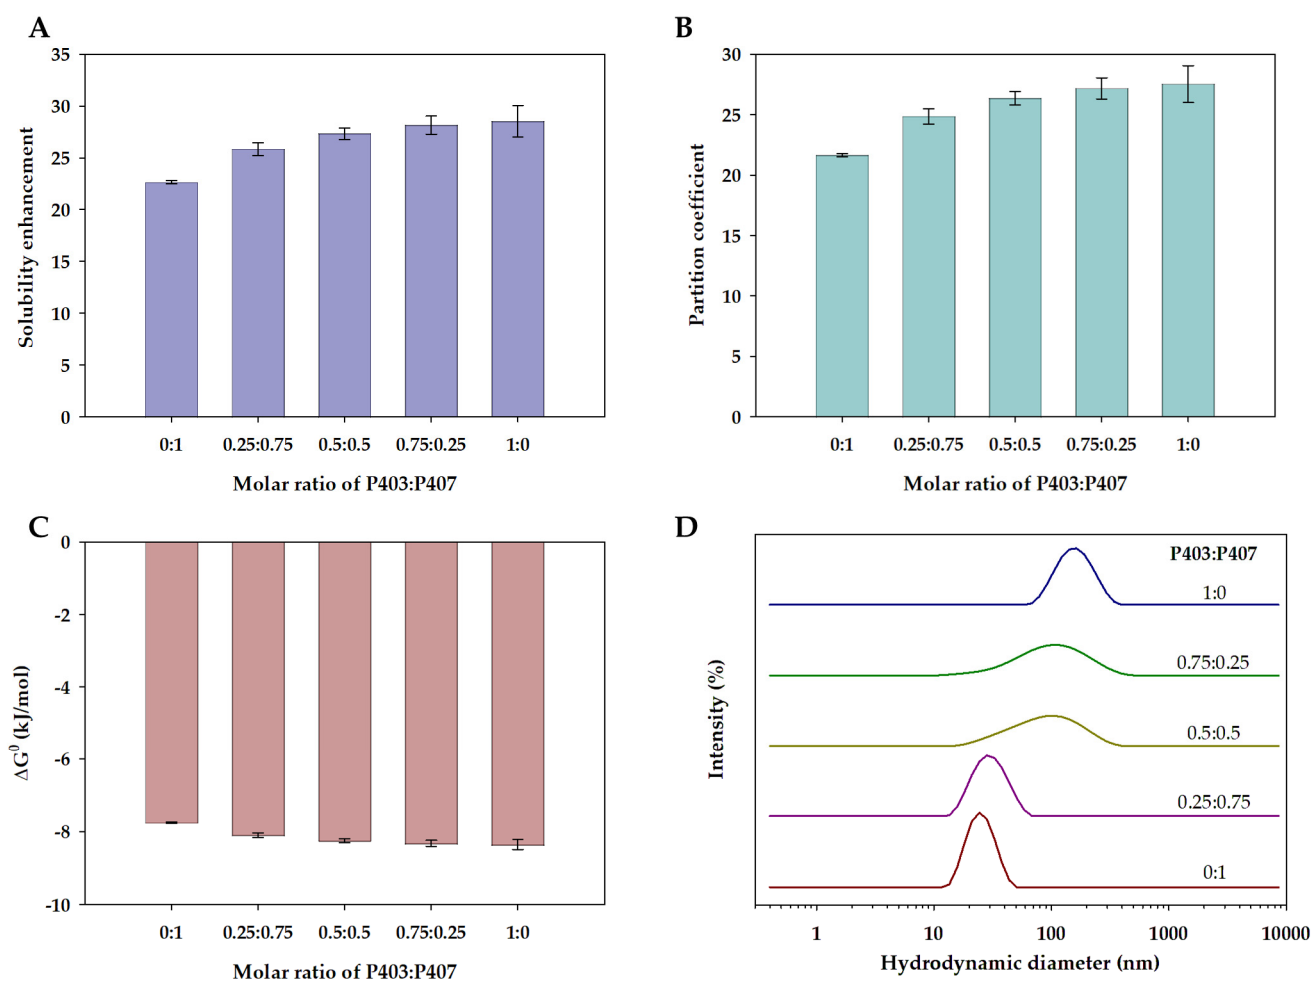 A
35
30
25
20
15
10
5
0
Solubility enhancement
0:1 0.25:0.75 0.5:0.5 0.75:0.25 1:0
Molar ratio of P403:P407
B
30
25
20
15
10
5
0
Partition coefficient
0:1 0.25:0.75 0.5:0.5 0.75:0.25 1:0
Molar ratio of P403:P407
C
0
-2
-4
-6
-8
-10
ΔG⁰ (kJ/mol)
0:1 0.25:0.75 0.5:0.5 0.75:0.25 1:0
Molar ratio of P403:P407
D
P403:P407
1:0
0.75:0.25
0.5:0.5
0.25:0.75
0:1
Intensity (%)
1 10 100 1000 10000
Hydrodynamic diameter (nm)